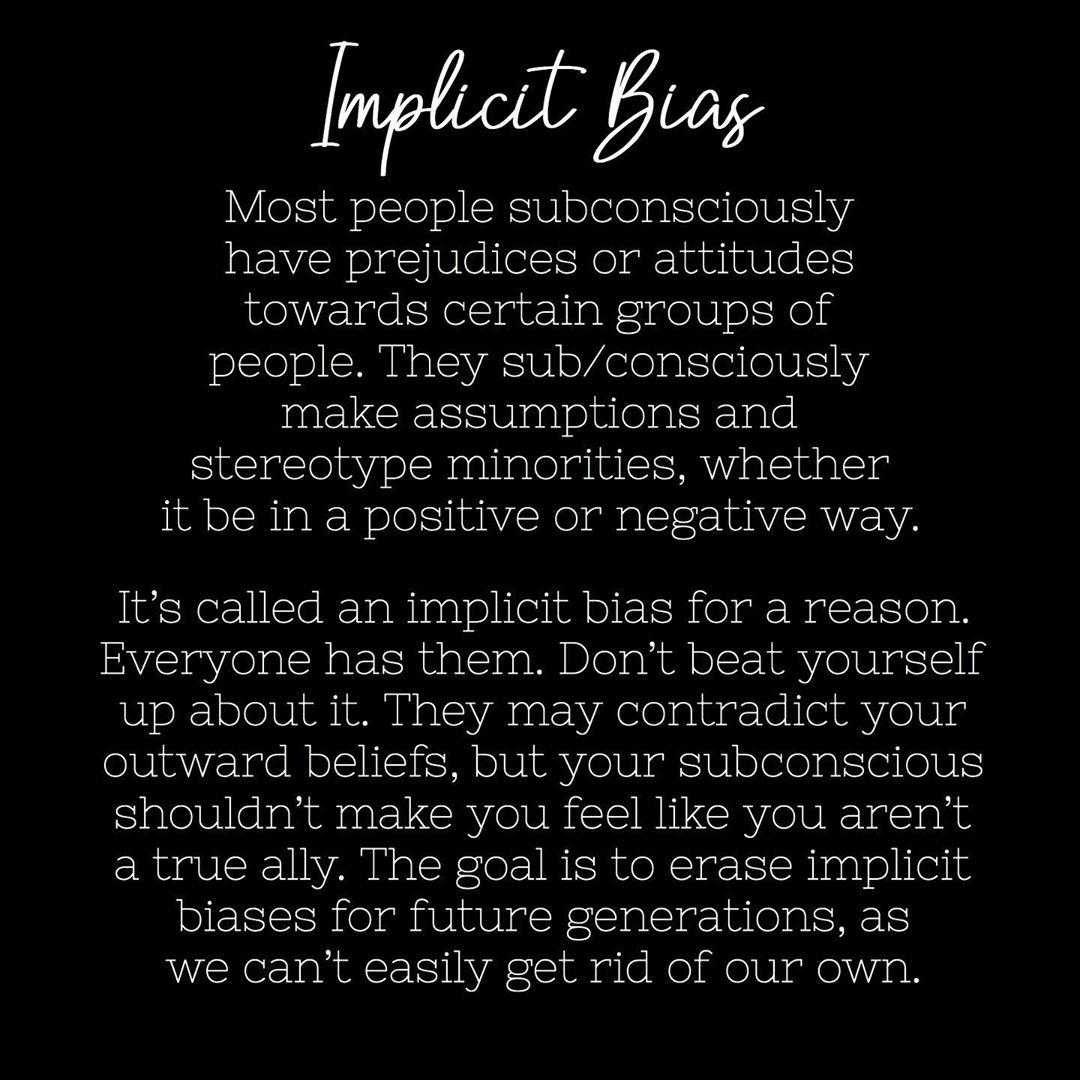 Implicit Bias
Most people subconsciously
have prejudices or attitudes
towards certain groups of
people. They sub/consciously
make assumptions and
stereotype minorities, whether
it be in a positive or negative way.
It’s called an implicit bias for a reason.
Everyone has them. Don’t beat yourself
up about it. They may contradict your
outward beliefs, but your subconscious
shouldn’t make you feel like you aren’t
a true ally. The goal is to erase implicit
biases for future generations, as
we can’t easily get rid of our own.